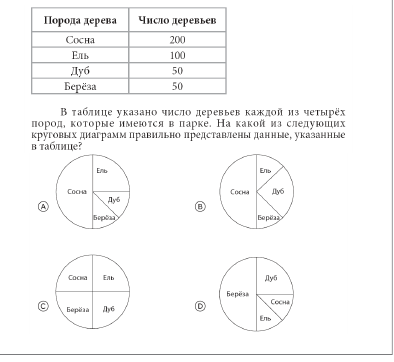 Порода дерева Число деревьев
Сосна 200
Ель 100
Дуб 50
Берёза 50
В таблице указано число деревьев каждой из четырёх
пород, которые имеются в парке. На какой из следующих
круговых диаграмм правильно представлены данные, указанные
в таблице?
A
Ель
Сосна
Дуб
Берёза
B
Ель
Сосна
Дуб
Берёза
C
Сосна Ель
Берёза Дуб
D
Дуб
Берёза
Сосна
Ель